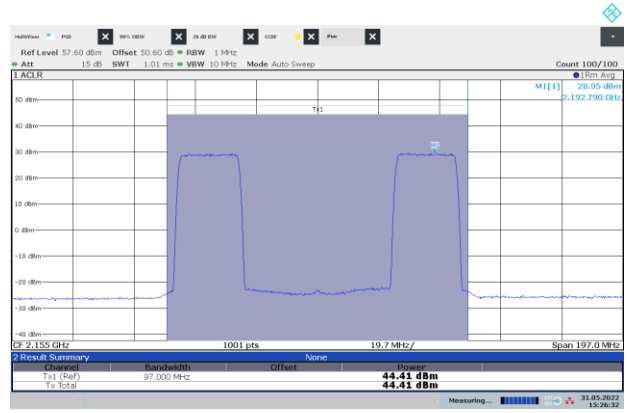 MultiView PSD X 99% OBW X 26 dB BW X CCDF X Pwr X
Ref Level 57.60 dBm Offset 50.60 dB RBW 1 MHz
Att 15 dB SWT 1.01 ms VBW 10 MHz Mode Auto Sweep Count 100/100
1 ACLR 1Rm Avg
M1[1] 28.95 dBm
2.192 790 GHz
50 dBm
Tx1
40 dBm
30 dBm
M1
20 dBm
10 dBm
0 dBm
-10 dBm
-20 dBm
-30 dBm
-40 dBm
CF 2.155 GHz 1001 pts 19.7 MHz/ Span 197.0 MHz
2 Result Summary None
Channel Bandwidth Offset Power
Tx1 (Ref) 97.000 MHz 44.41 dBm
Tx Total 44.41 dBm
Measuring... 31.05.2022
15:26:32